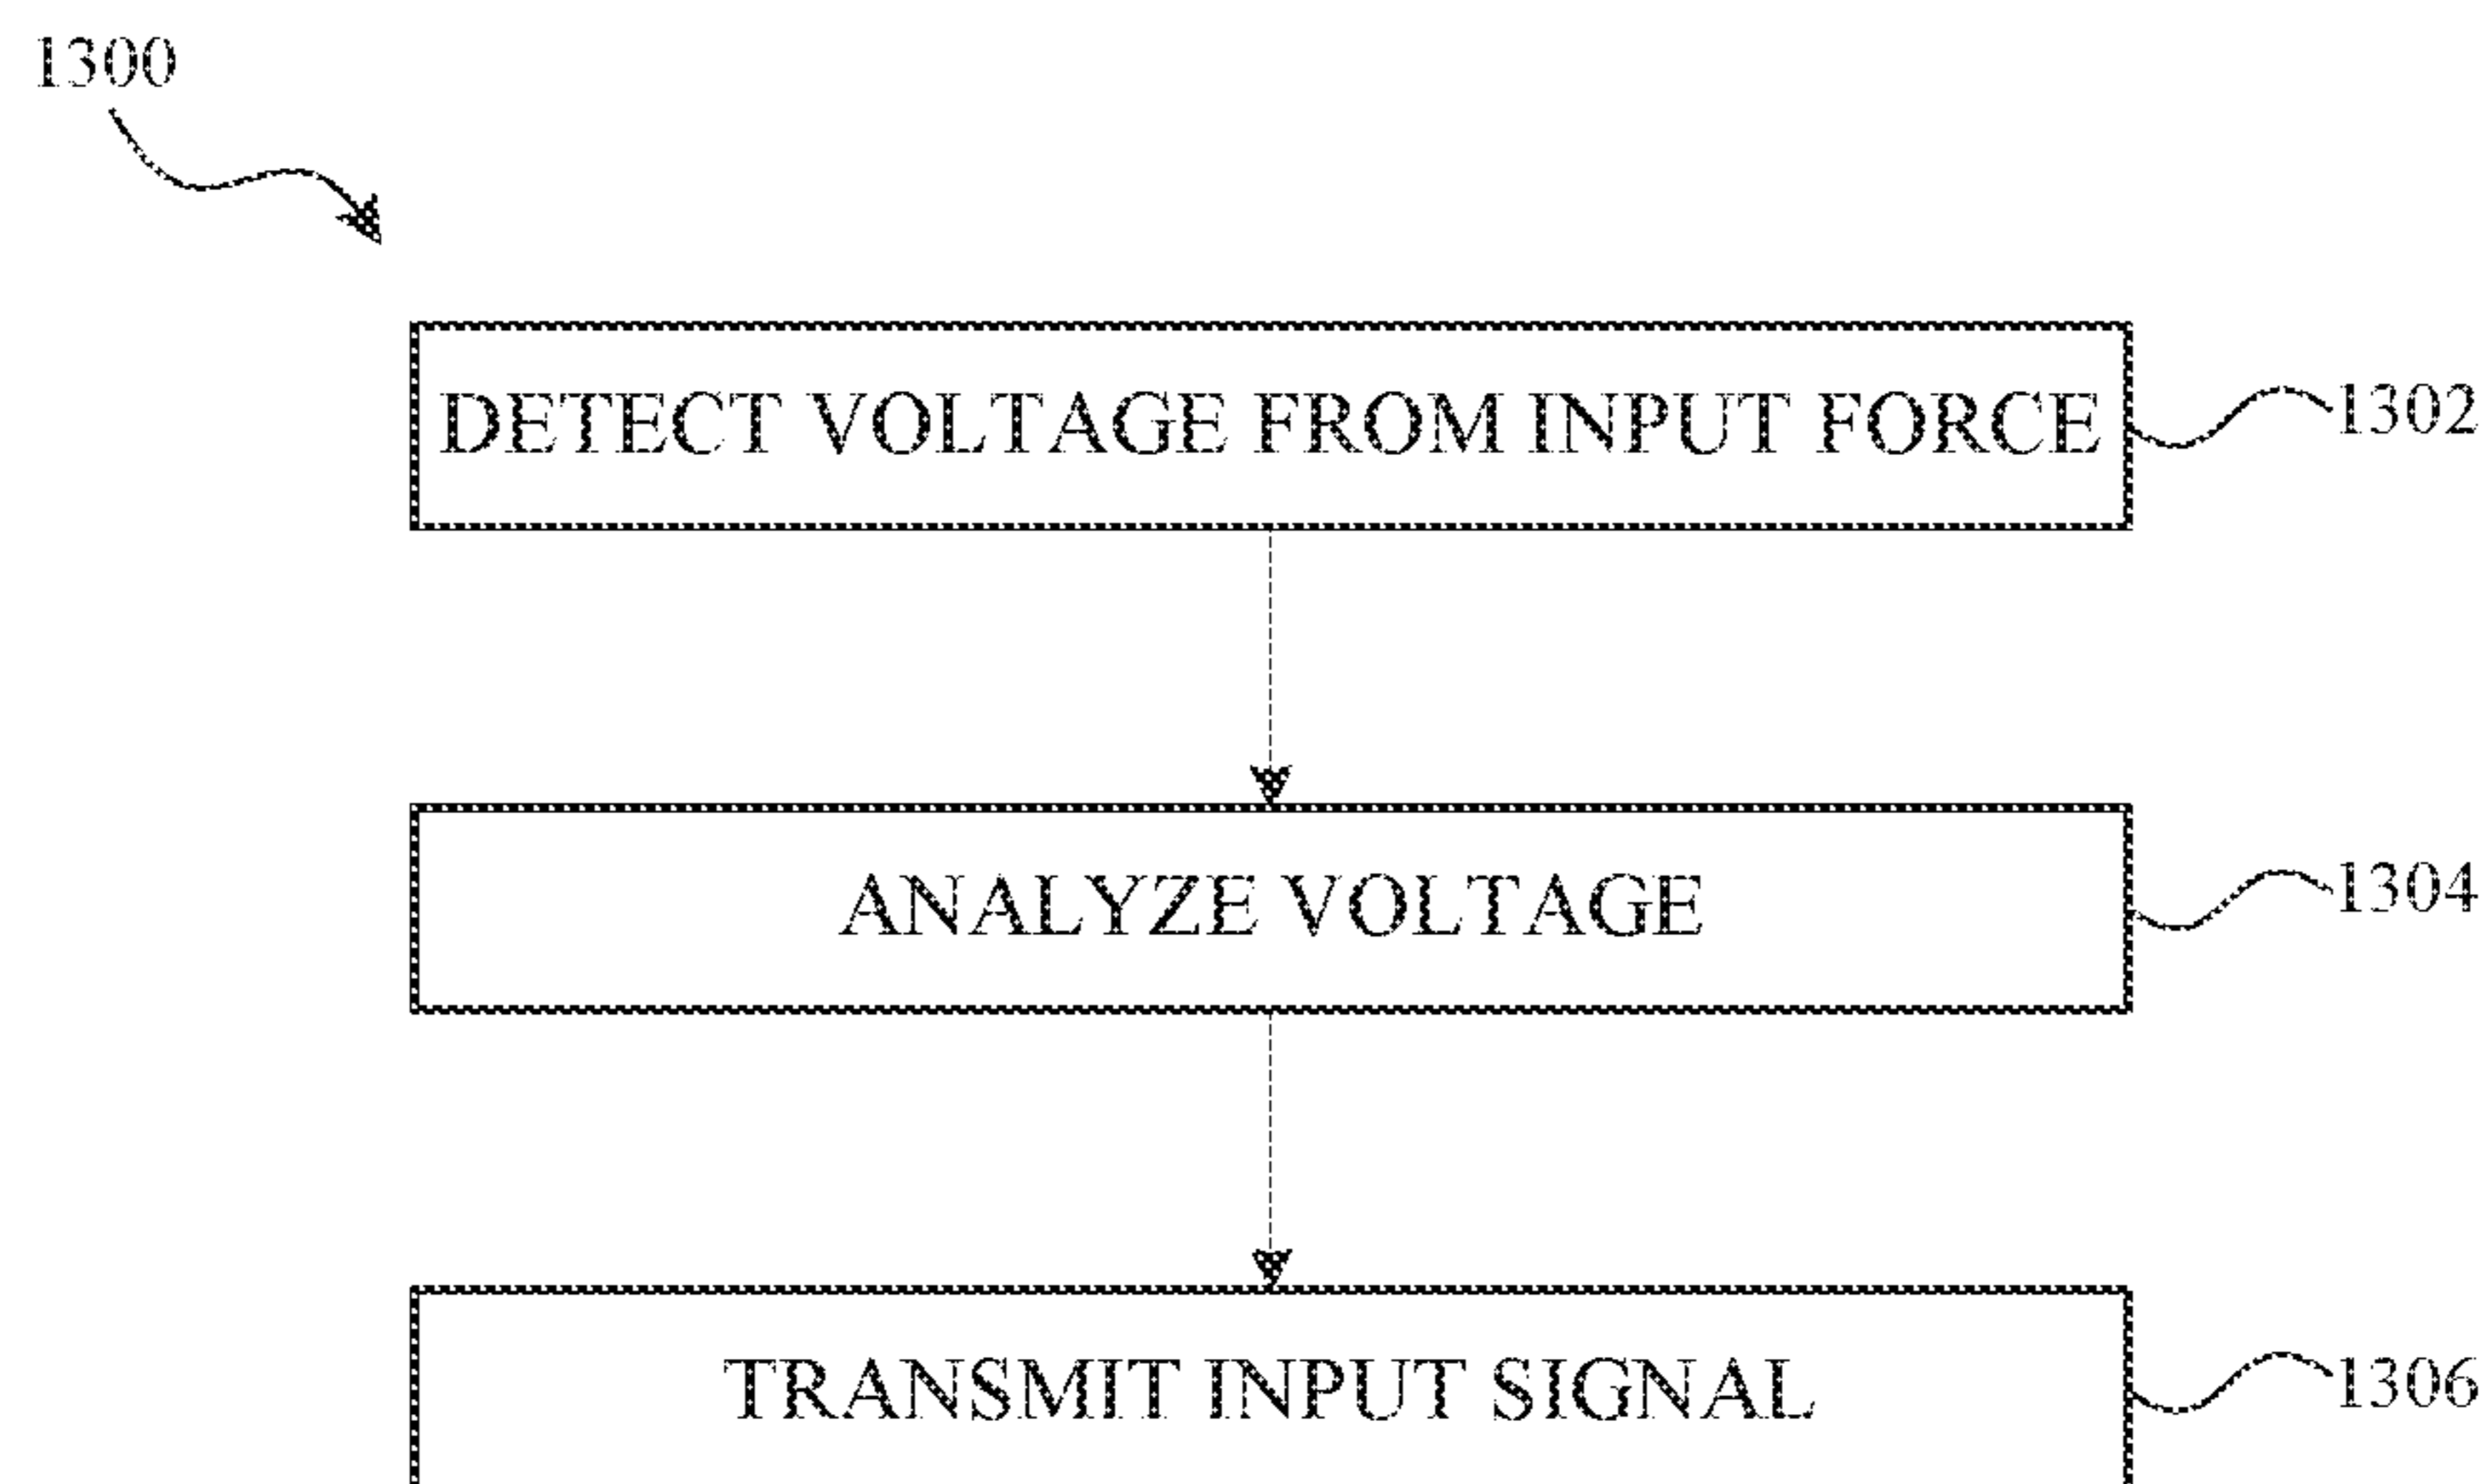 1300
DETECT VOLTAGE FROM INPUT FORCE
1302
ANALYZE VOLTAGE
1304
TRANSMIT INPUT SIGNAL
1306